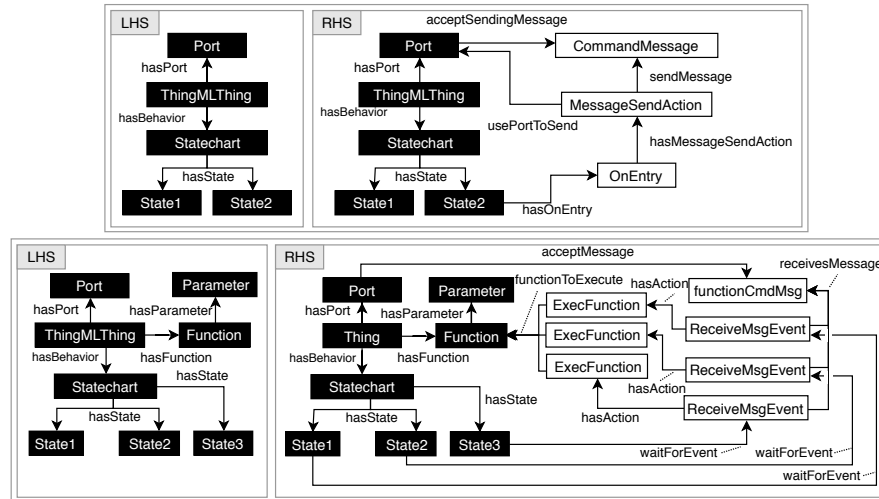 LHS
Port
hasPort
ThingMLThing
hasBehavior
Statechart
hasState
State1
State2
RHS
acceptSendingMessage
Port
CommandMessage
hasPort
sendMessage
ThingMLThing
MessageSendAction
hasBehavior
usePortToSend
Statechart
hasMessageSendAction
hasState
OnEntry
State1
State2
hasOnEntry
LHS
Port
Parameter
hasPort
hasParameter
ThingMLThing
Function
hasBehavior
hasFunction
hasState
Statechart
hasState
State1
State2
State3
RHS
acceptMessage
receivesMessage
functionToExecute
Port
Parameter
hasAction
functionCmdMsg
hasPort
hasParameter
ExecFunction
Thing
Function
ExecFunction
ReceiveMsgEvent
hasBehavior
hasFunction
ExecFunction
ReceiveMsgEvent
Statechart
hasAction
hasState
hasState
ReceiveMsgEvent
hasAction
State1
State2
State3
waitForEvent
waitForEvent
waitForEvent